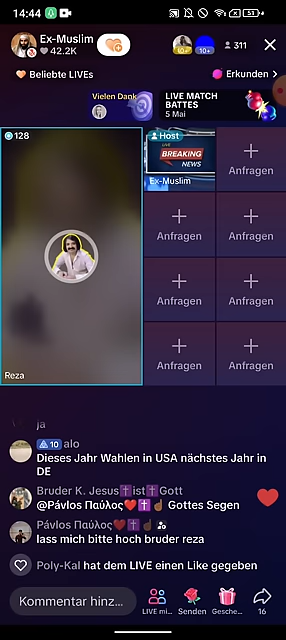 14:44
51
Ex-Muslim
42.2K
10+
311
Beliebte LIVEs
Erkunden
Vielen Dank
LIVE MATCH
BATTES
5 Mai
128
Host
LIVE
BREAKING
NEWS
Ex-Muslim
Anfragen
Anfragen
Anfragen
Anfragen
Anfragen
Anfragen
Anfragen
Reza
ja
10 alo
Dieses Jahr Wahlen in USA nächstes Jahr in
DE
Bruder K. Jesus✝️ist✝️Gott
@Pávlos Παύλος❤️✝️☝🏾 Gottes Segen
Pávlos Παύλος❤️✝️☝🏾
lass mich bitte hoch bruder reza
Poly-Kal hat dem LIVE einen Like gegeben
Kommentar hinz...
LIVE mi...
Senden
Gesche...
16